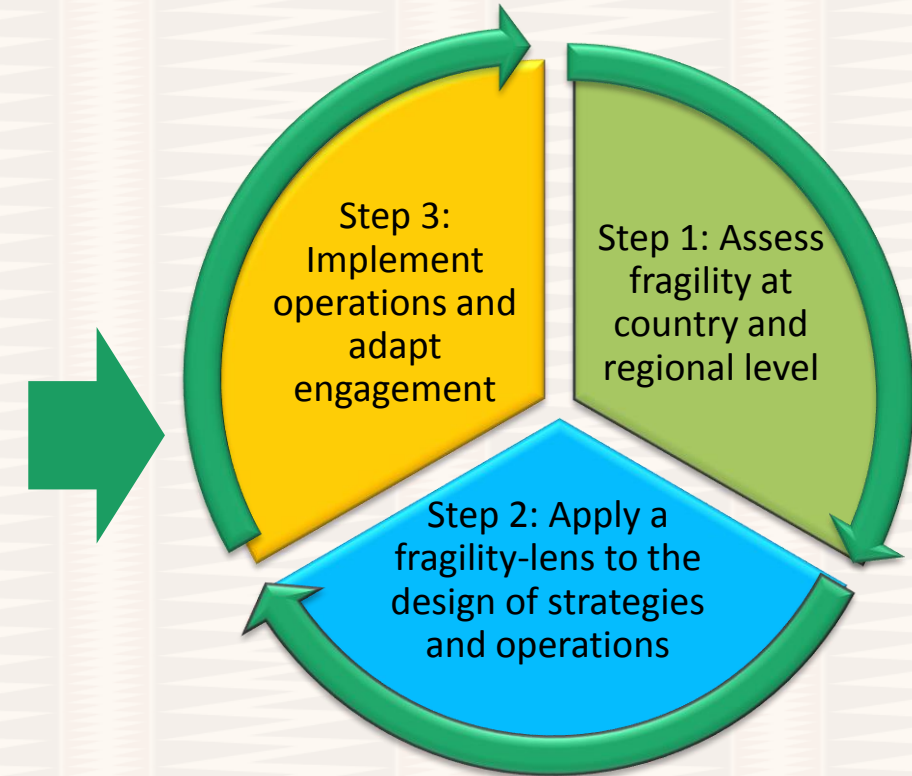 Step 1: Assess
fragility at
country and
regional level
Step 2: Apply a
fragility-lens to the
design of strategies
and operations
Step 3:
Implement
operations and
adapt
engagement